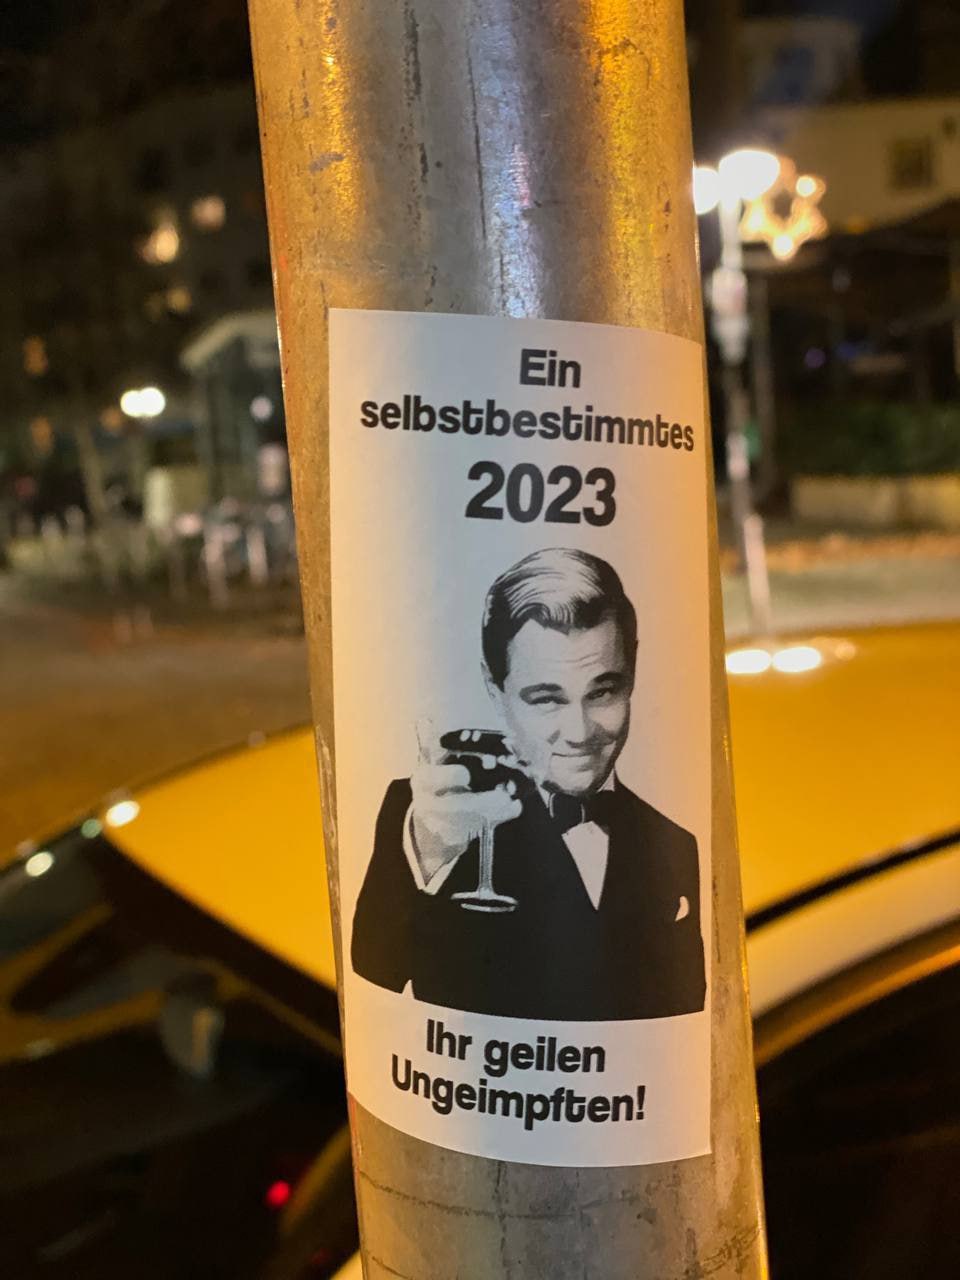 Ein
selbstbestimmtes
2023
Ihr geilen
Ungeimpften!